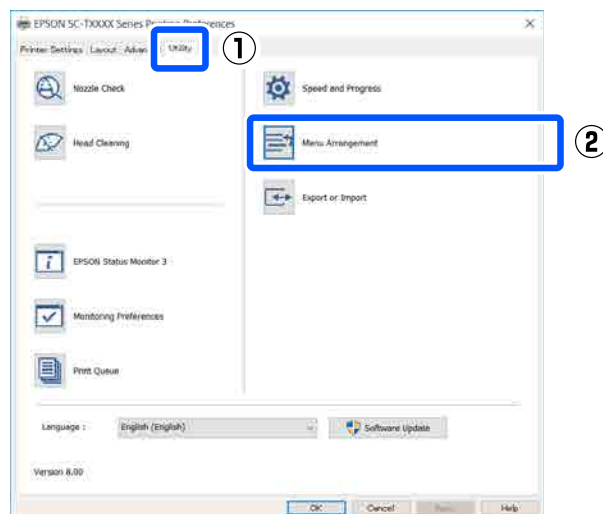 EPSON SC-TXXXX Series Printing Preferences
Printer Settings Layout Advan Utility ①
Nozzle Check
Speed and Progress
Head Cleaning
Menu Arrangement ②
Export or Import
EPSON Status Monitor 3
Monitoring Preferences
Print Queue
Language : English (English)
Software Update
Version 8.00
OK Cancel Help